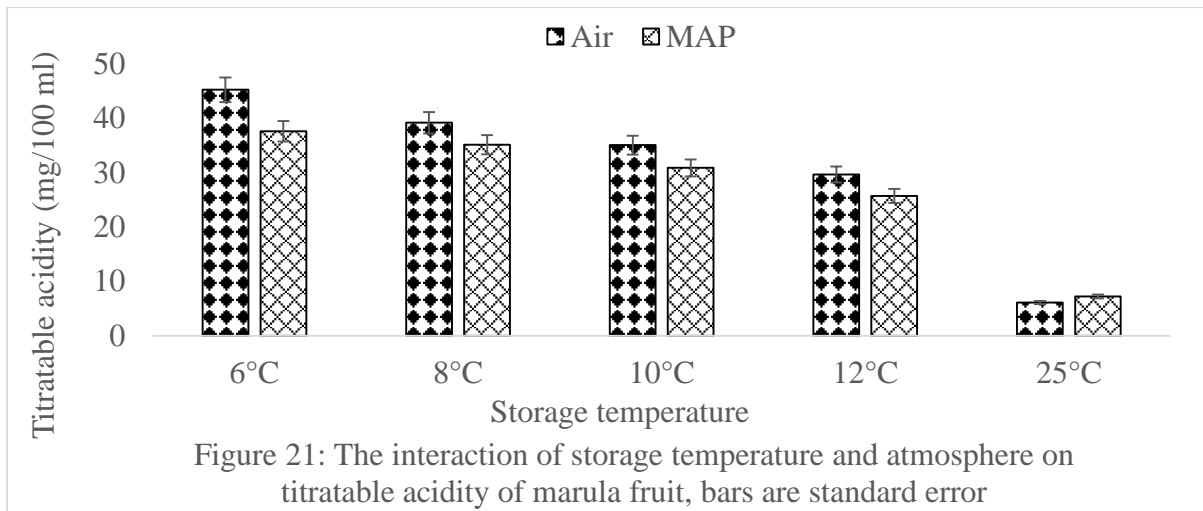 Air MAP
Titratable acidity (mg/100 ml)
50
40
30
20
10
0
6°C 8°C 10°C 12°C 25°C
Storage temperature
Figure 21: The interaction of storage temperature and atmosphere on
titratable acidity of marula fruit, bars are standard error